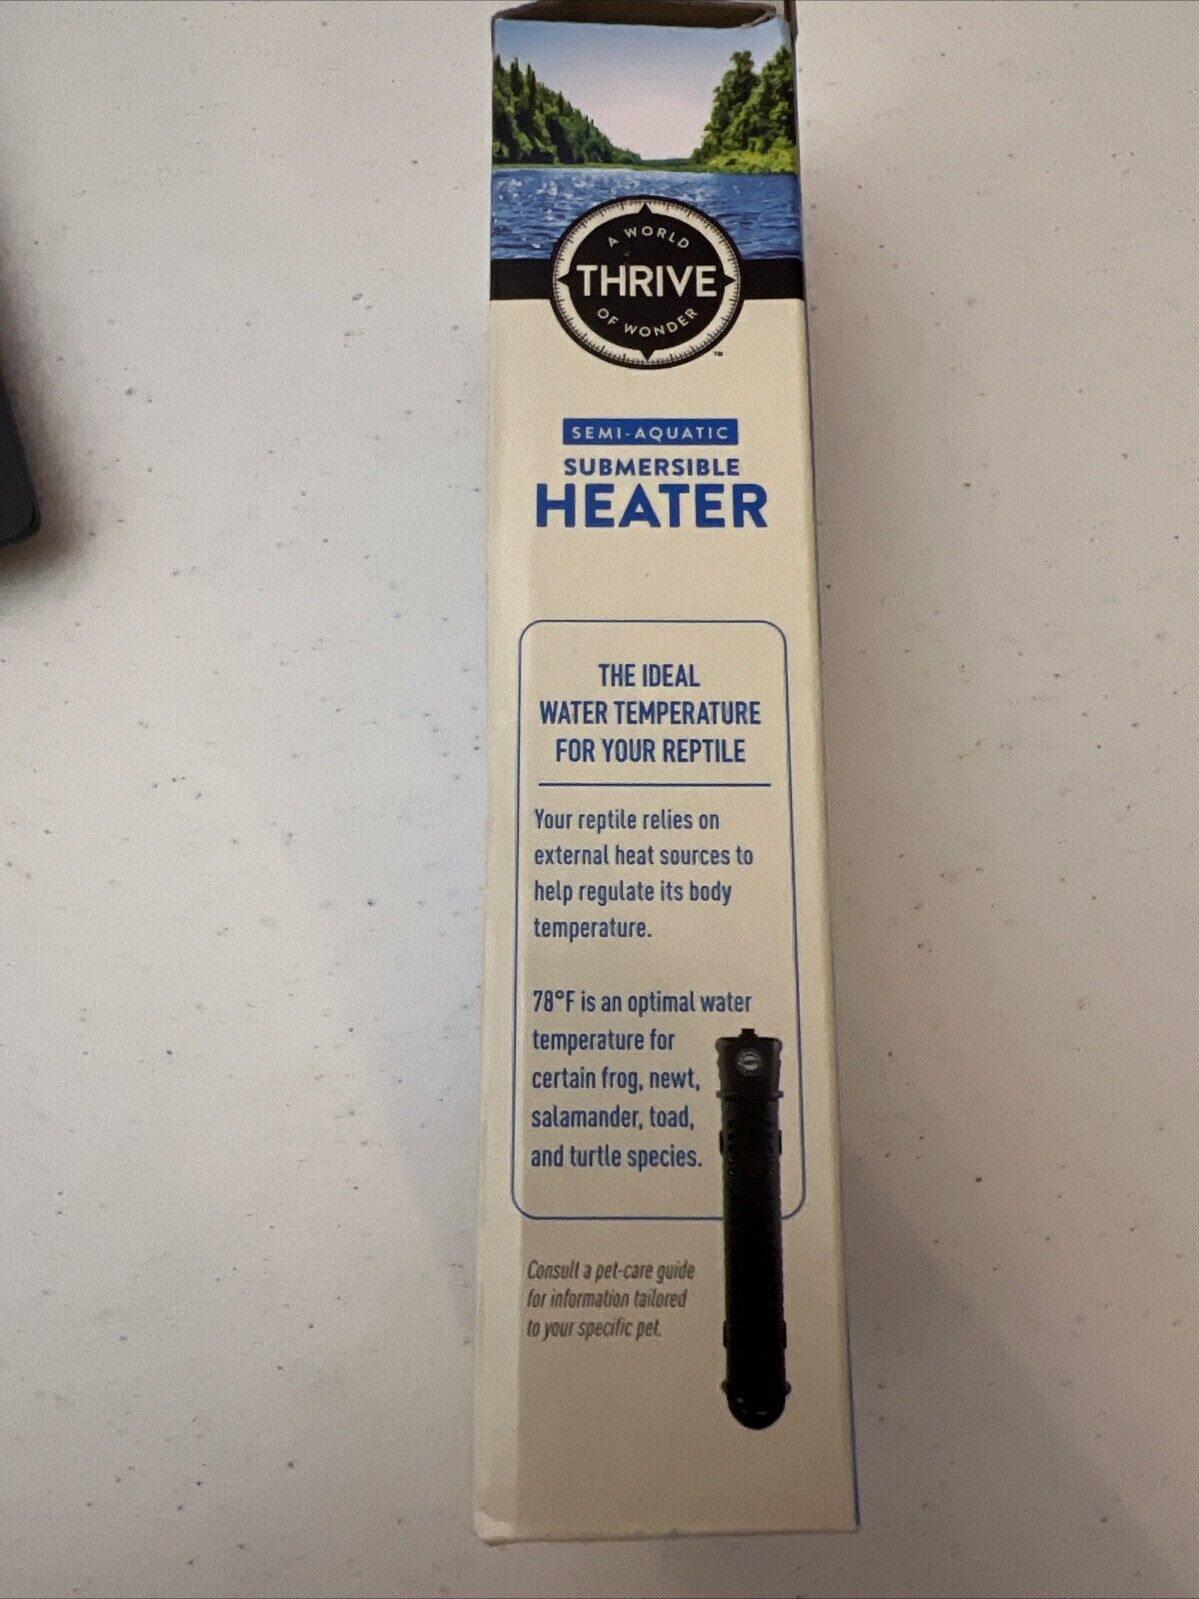 A WORLD
THRIVE
OF WONDER
™
SEMI-AQUATIC
SUBMERSIBLE
HEATER
THE IDEAL
WATER TEMPERATURE
FOR YOUR REPTILE
Your reptile relies on
external heat sources to
help regulate its body
temperature.
78°F is an optimal water
temperature for
certain frog, newt,
salamander, toad,
and turtle species.
Consult a pet-care guide
for information tailored
to your specific pet.